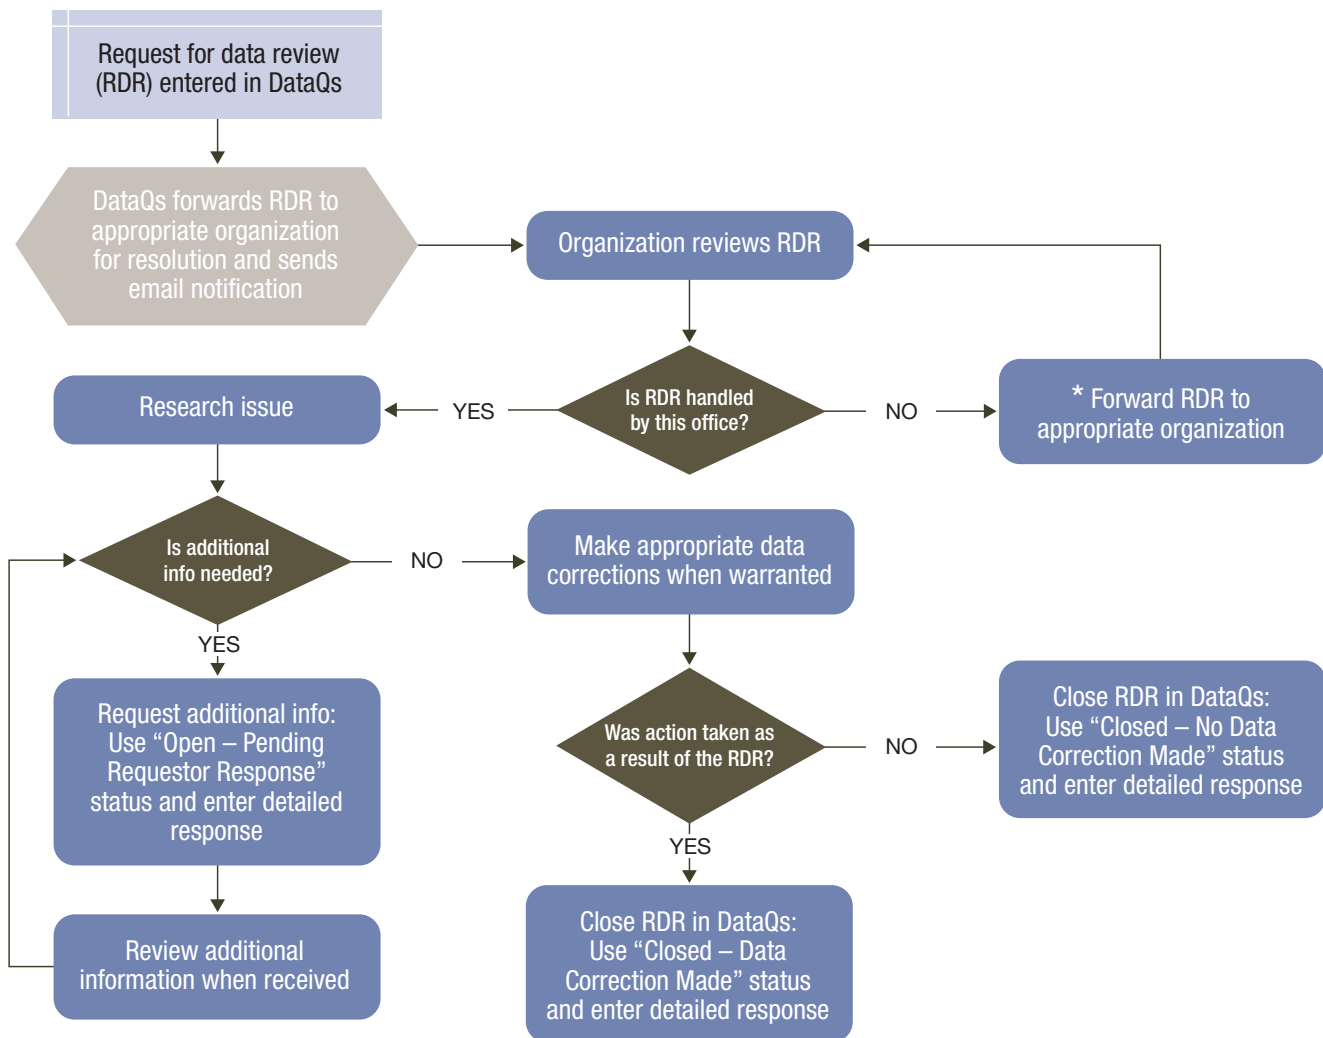 Request for data review
(RDR) entered in DataQs
DataQs forwards RDR to
appropriate organization
for resolution and sends
email notification
Organization reviews RDR
Is RDR handled
by this office?
YES
NO
Research issue
* Forward RDR to
appropriate organization
Is additional
info needed?
NO
YES
Make appropriate data
corrections when warranted
Request additional info:
Use “Open – Pending
Requestor Response”
status and enter detailed
response
Was action taken as
a result of the RDR?
NO
YES
Close RDR in DataQs:
Use “Closed – No Data
Correction Made” status
and enter detailed response
Review additional
information when received
Close RDR in DataQs:
Use “Closed – Data
Correction Made” status
and enter detailed response